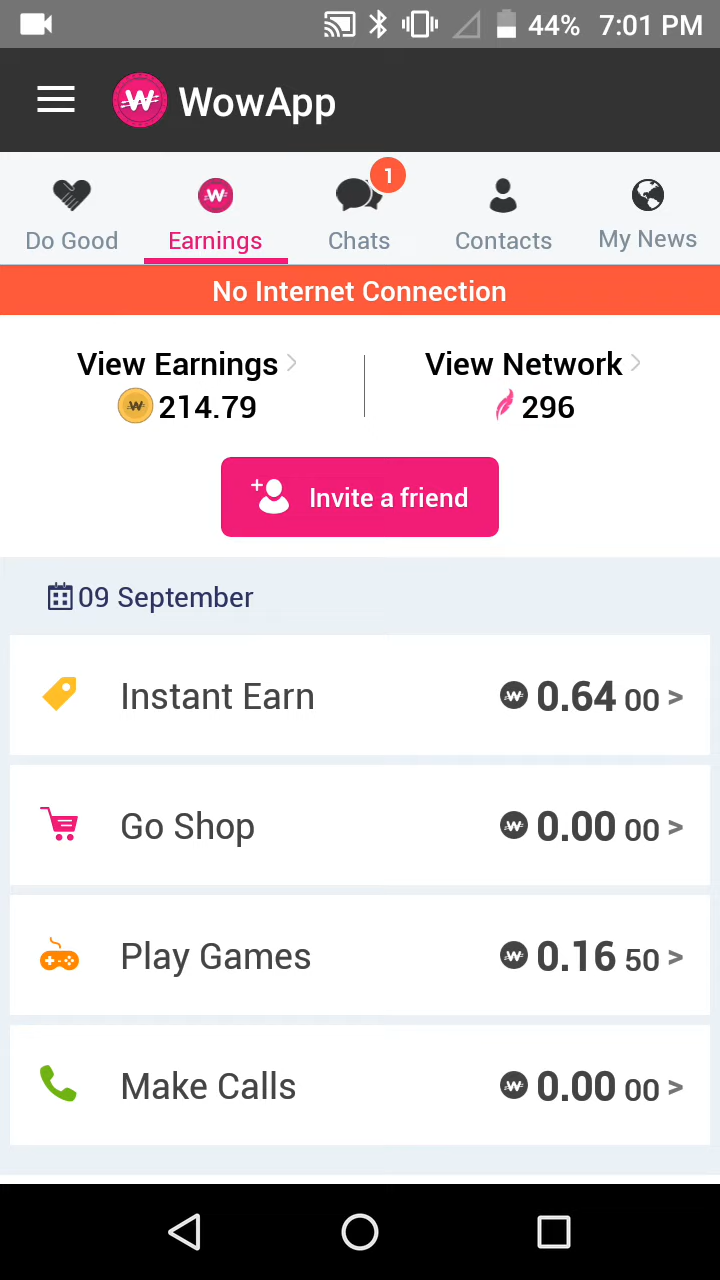 44% 7:01 PM
WowApp
1
Do Good Earnings Chats Contacts My News
No Internet Connection
View Earnings > View Network >
214.79 296
Invite a friend
09 September
Instant Earn 0.64 00 >
Go Shop 0.00 00 >
Play Games 0.16 50 >
Make Calls 0.00 00 >